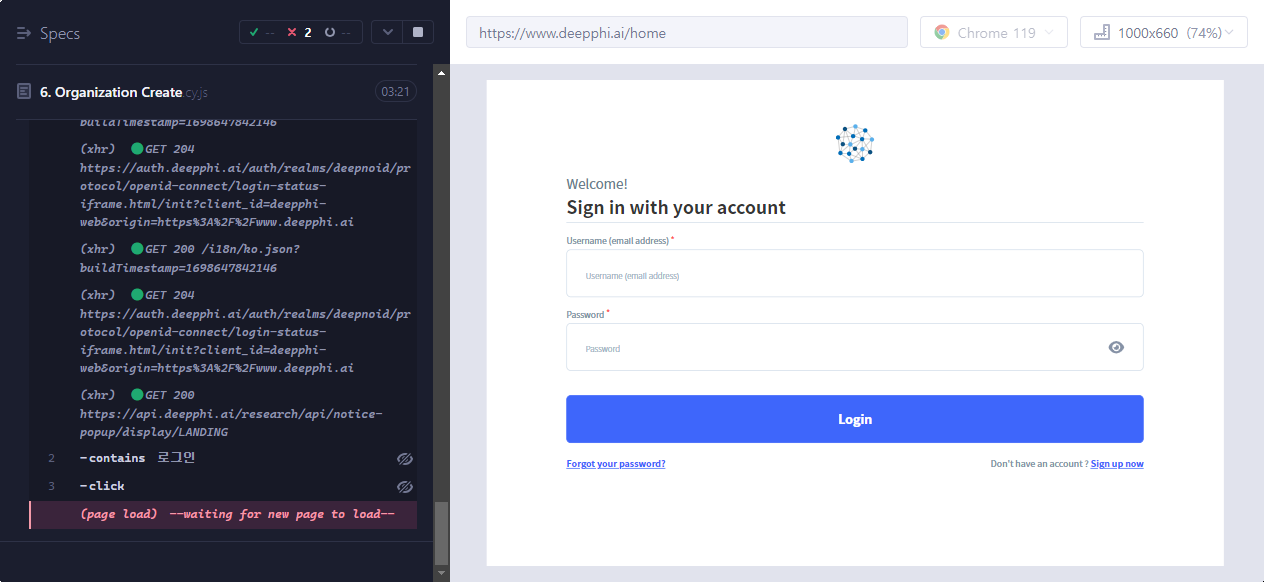 Specs
-- 2 --
6. Organization Create.cy.js
03:21
buildTimestamp=1698647842146
(xhr) GET 204
https://auth.deepphi.ai/auth/realms/deepnoid/pr
otocol/openid-connect/login-status-
iframe.html/init?client_id=deepphi-
web&origin=https%3A%2F%2Fwww.deepphi.ai
(xhr) GET 200 /i18n/ko.json?
buildTimestamp=1698647842146
(xhr) GET 204
https://auth.deepphi.ai/auth/realms/deepnoid/pr
otocol/openid-connect/login-status-
iframe.html/init?client_id=deepphi-
web&origin=https%3A%2F%2Fwww.deepphi.ai
(xhr) GET 200
https://api.deepphi.ai/research/api/notice-
popup/display/LANDING
2 -contains 로그인
3 -click
(page load) --waiting for new page to load--
https://www.deepphi.ai/home
Chrome 119
1000x660 (74%)
Welcome!
Sign in with your account
Username (email address) *
Username (email address)
Password *
Password
Login
Forgot your password?
Don't have an account ? Sign up now